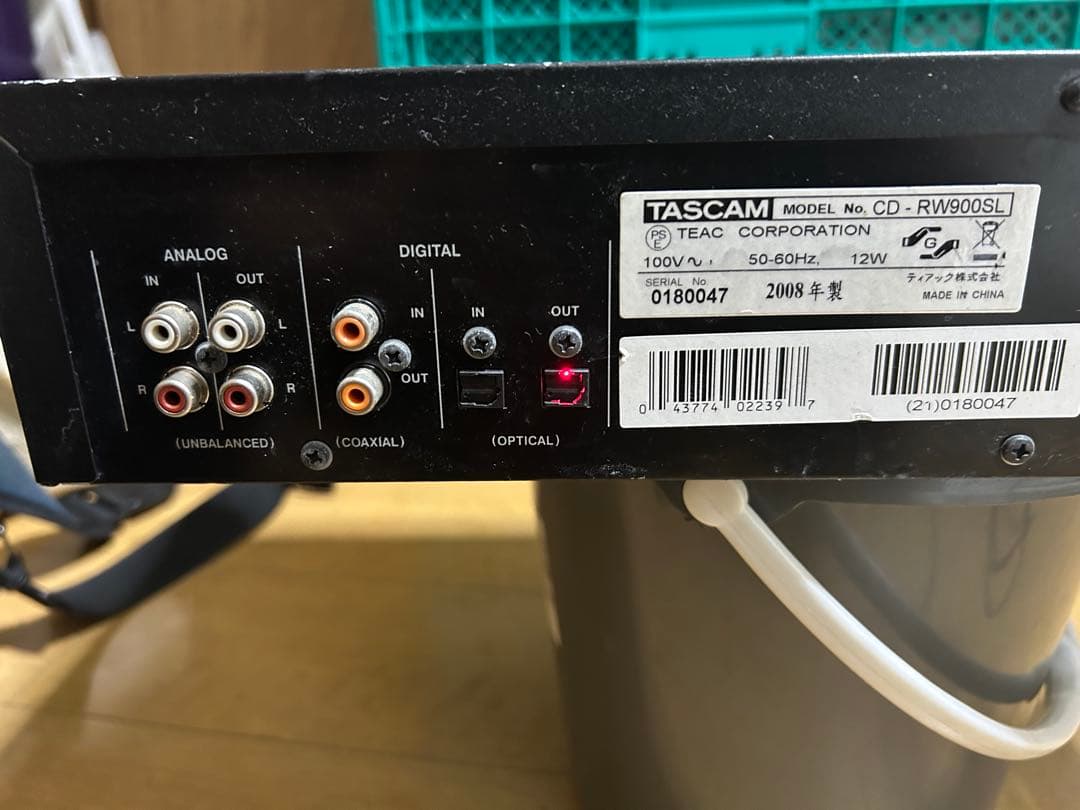 ANALOG
IN
OUT
L
L
R
R
(UNBALANCED)
DIGITAL
IN
OUT
(COAXIAL)
IN
OUT
(OPTICAL)
TASCAM MODEL No. CD - RW900SL
PS E TEAC CORPORATION
G
100V～, 50-60Hz, 12W
ティアック株式会社
SERIAL No.
0180047 2008年製
MADE IN CHINA
0 43774 02239 7
(21)0180047